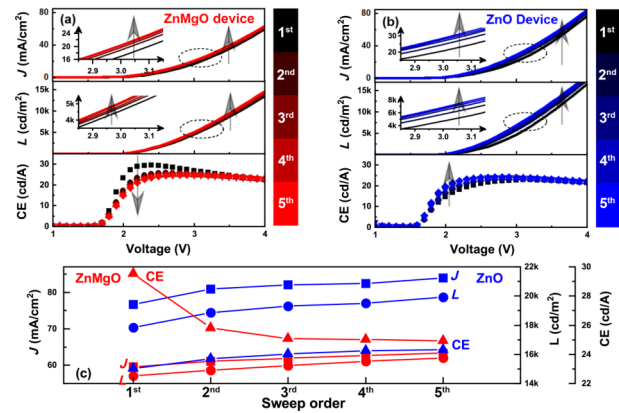 (a) ZnMgO device
(b) ZnO Device
J (mA/cm²)
80
60
40
20
0
24
20
16
2.9 3.0 3.1
L (cd/m²)
15k
10k
5k
0
5k
4k
2.9 3.0 3.1
CE (cd/A)
30
20
10
0
1 2 3 4
Voltage (V)
J (mA/cm²)
80
40
0
30
20
2.9 3.0 3.1
L (cd/m²)
15k
10k
5k
0
8k
6k
4k
2.9 3.0 3.1
CE (cd/A)
30
20
10
0
1 2 3 4
Voltage (V)
1st
2nd
3rd
4th
5th
1st
2nd
3rd
4th
5th
ZnMgO CE
J ZnO
L
CE
J
L
(c)
J (mA/cm²)
80
70
60
L (cd/m²)
22k
20k
18k
16k
14k
CE (cd/A)
30
28
26
24
22
1st 2nd 3rd 4th 5th
Sweep order